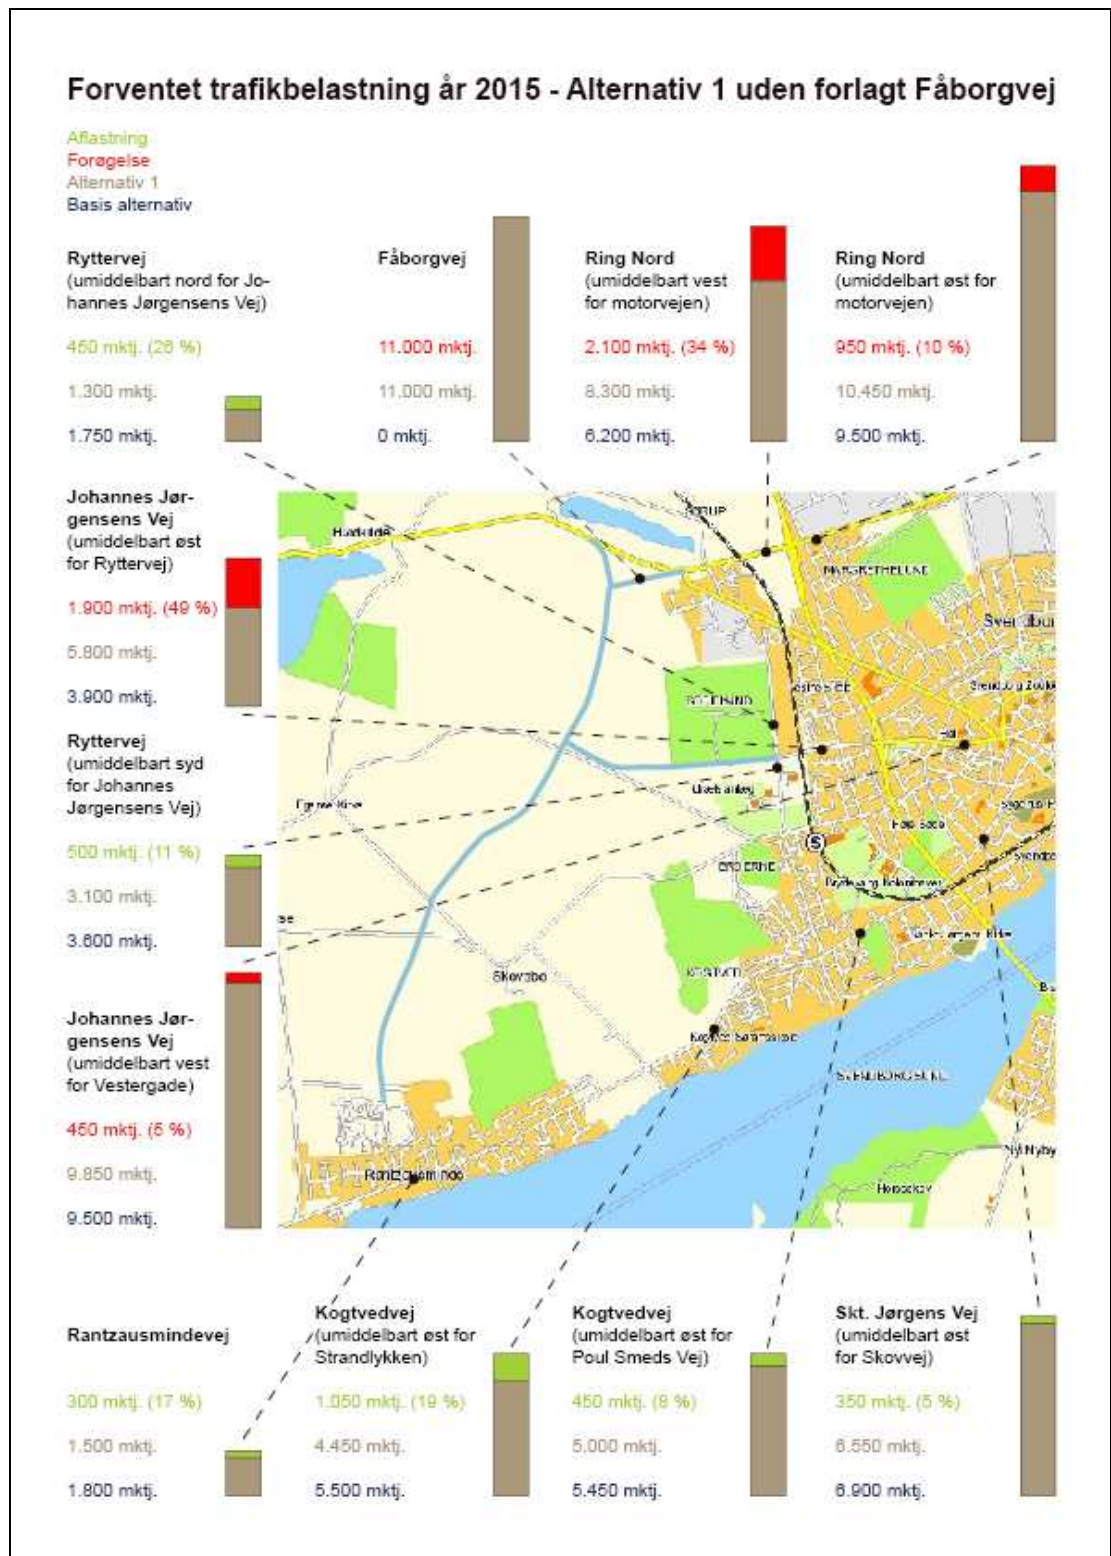 Forventet trafikbelastning år 2015 - Alternativ 1 uden forlagt Fåborgvej
Aflastning
Forøgelse
Alternativ 1
Basis alternativ
Ryttervej
(umiddelbart nord for Jo-
hannes Jørgensens Vej)
450 mktj. (26 %)
1.300 mktj.
1.750 mktj.
Fåborgvej
11.000 mktj.
11.000 mktj.
0 mktj.
Ring Nord
(umiddelbart vest
for motorvejen)
2.100 mktj. (34 %)
8.300 mktj.
6.200 mktj.
Ring Nord
(umiddelbart øst for
motorvejen)
950 mktj. (10 %)
10.450 mktj.
9.500 mktj.
Johannes Jør-
gensens Vej
(umiddelbart øst
for Ryttervej)
1.900 mktj. (49 %)
5.800 mktj.
3.900 mktj.
Ryttervej
(umiddelbart syd
for Johannes
Jørgensens Vej)
500 mktj. (11 %)
3.100 mktj.
3.600 mktj.
Johannes Jør-
gensens Vej
(umiddelbart vest
for Vestergade)
450 mktj. (5 %)
9.850 mktj.
9.500 mktj.
MARGRETHELUND
Egense Kirke
S
Skovsbo
SVENDBORG SUND
Rantzausminde
Rantzausmindevej
300 mktj. (17 %)
1.500 mktj.
1.800 mktj.
Kogtvedvej
(umiddelbart øst for
Strandlykken)
1.050 mktj. (19 %)
4.450 mktj.
5.500 mktj.
Kogtvedvej
(umiddelbart øst for
Poul Smeds Vej)
450 mktj. (8 %)
5.000 mktj.
5.450 mktj.
Skt. Jørgens Vej
(umiddelbart øst
for Skovvej)
350 mktj. (5 %)
6.550 mktj.
6.900 mktj.